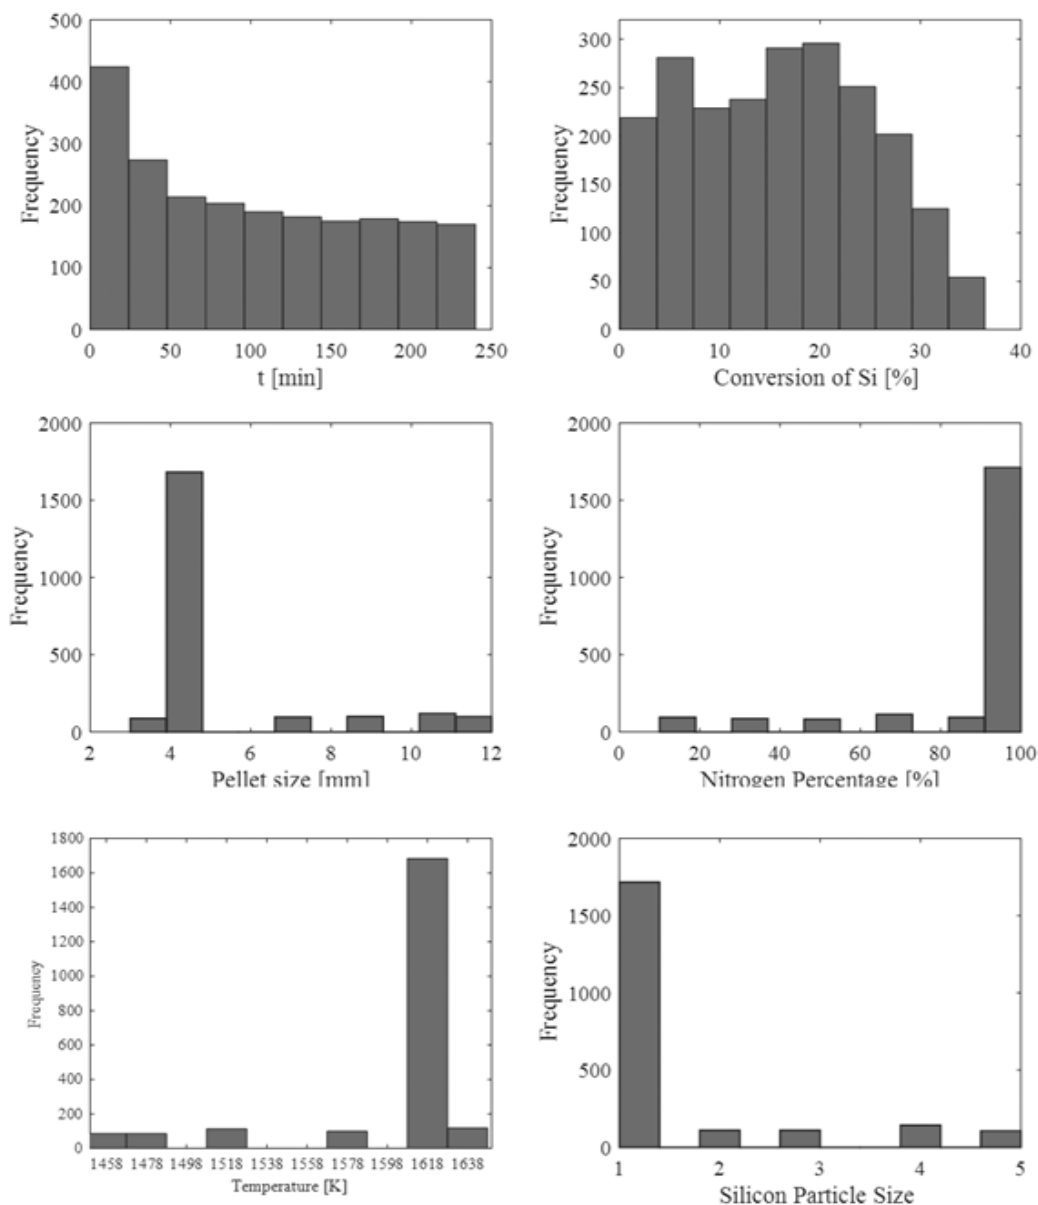 500
400
300
200
100
0
Frequency
0 50 100 150 200 250
t [min]
300
250
200
150
100
50
0
Frequency
0 10 20 30 40
Conversion of Si [%]
2000
1500
1000
500
0
Frequency
2 4 6 8 10 12
Pellet size [mm]
2000
1500
1000
500
0
Frequency
0 20 40 60 80 100
Nitrogen Percentage [%]
1800
1600
1400
1200
1000
800
600
400
200
0
Frequency
1458 1478 1498 1518 1538 1558 1578 1598 1618 1638
Temperature [K]
2000
1500
1000
500
0
Frequency
1 2 3 4 5
Silicon Particle Size